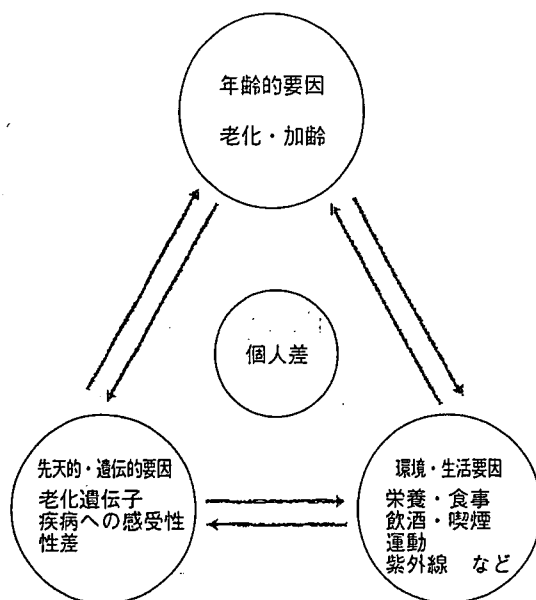 年齢的要因
老化・加齢
個人差
先天的・遺伝的要因
老化遺伝子
疾病への感受性
性差
環境・生活要因
栄養・食事
飲酒・喫煙
運動
紫外線 など